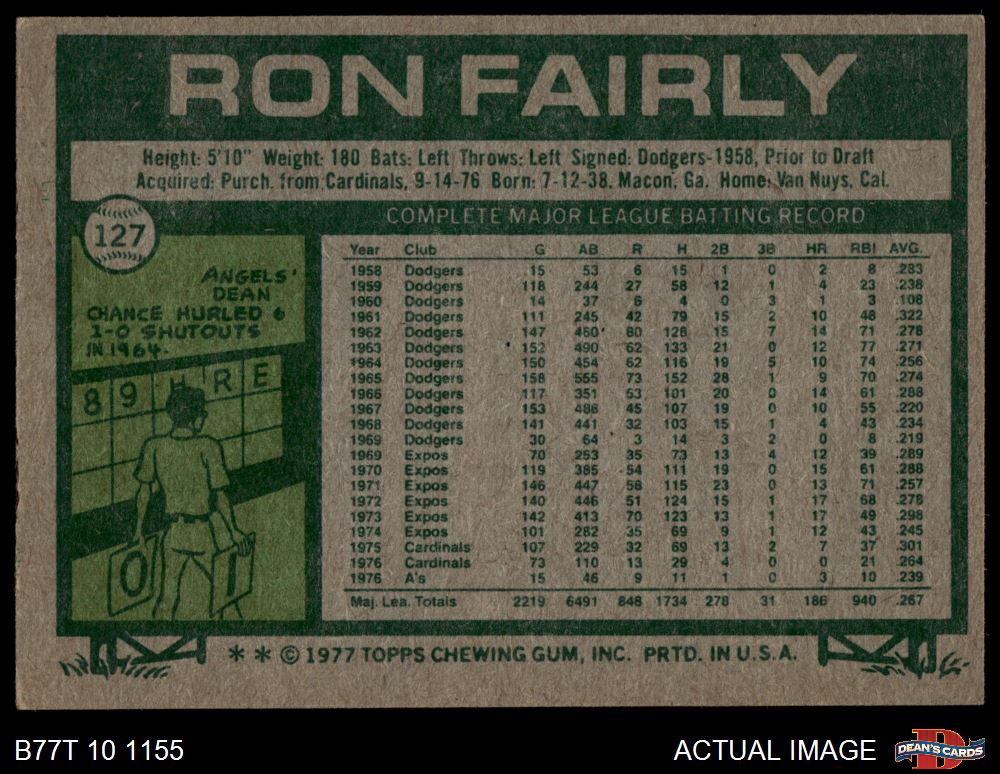 RON FAIRLY
Height: 5'10" Weight: 180 Bats: Left Throws: Left Signed: Dodgers-1958, Prior to Draft
Acquired: Purch. from Cardinals, 9-14-76 Born: 7-12-38, Macon, Ga. Home: Van Nuys, Cal.
127
ANGELS'
DEAN
CHANCE HURLED 6
1-0 SHUTOUTS
IN 1964.
8 9 H R E
0 1
COMPLETE MAJOR LEAGUE BATTING RECORD
Year Club G AB R H 2B 3B HR RBI AVG.
1958 Dodgers 15 53 6 15 1 0 2 8 .283
1959 Dodgers 118 244 27 58 12 1 4 23 .238
1960 Dodgers 14 37 6 4 0 3 1 3 .108
1961 Dodgers 111 245 42 79 15 2 10 48 .322
1962 Dodgers 147 460 80 128 15 7 14 71 .278
1963 Dodgers 152 490 62 133 21 0 12 77 .271
1964 Dodgers 150 454 62 116 19 5 10 74 .256
1965 Dodgers 158 555 73 152 28 1 9 70 .274
1966 Dodgers 117 351 53 101 20 0 14 61 .288
1967 Dodgers 153 486 45 107 19 0 10 55 .220
1968 Dodgers 141 441 32 103 15 1 4 43 .234
1969 Dodgers 30 64 3 14 3 2 0 8 .219
1969 Expos 70 253 35 73 13 4 12 39 .289
1970 Expos 119 385 54 111 19 0 15 61 .288
1971 Expos 146 447 58 115 23 0 13 71 .257
1972 Expos 140 446 51 124 15 1 17 68 .278
1973 Expos 142 413 70 123 13 1 17 49 .298
1974 Expos 101 282 35 69 9 1 12 43 .245
1975 Cardinals 107 229 32 69 13 2 7 37 .301
1976 Cardinals 73 110 13 29 4 0 0 21 .264
1976 A's 15 46 9 11 1 0 3 10 .239
Maj. Lea. Totals 2219 6491 848 1734 278 31 186 940 .267
** © 1977 TOPPS CHEWING GUM, INC. PRTD. IN U.S.A.
B77T 10 1155
ACTUAL IMAGE
D
DEAN'S CARDS